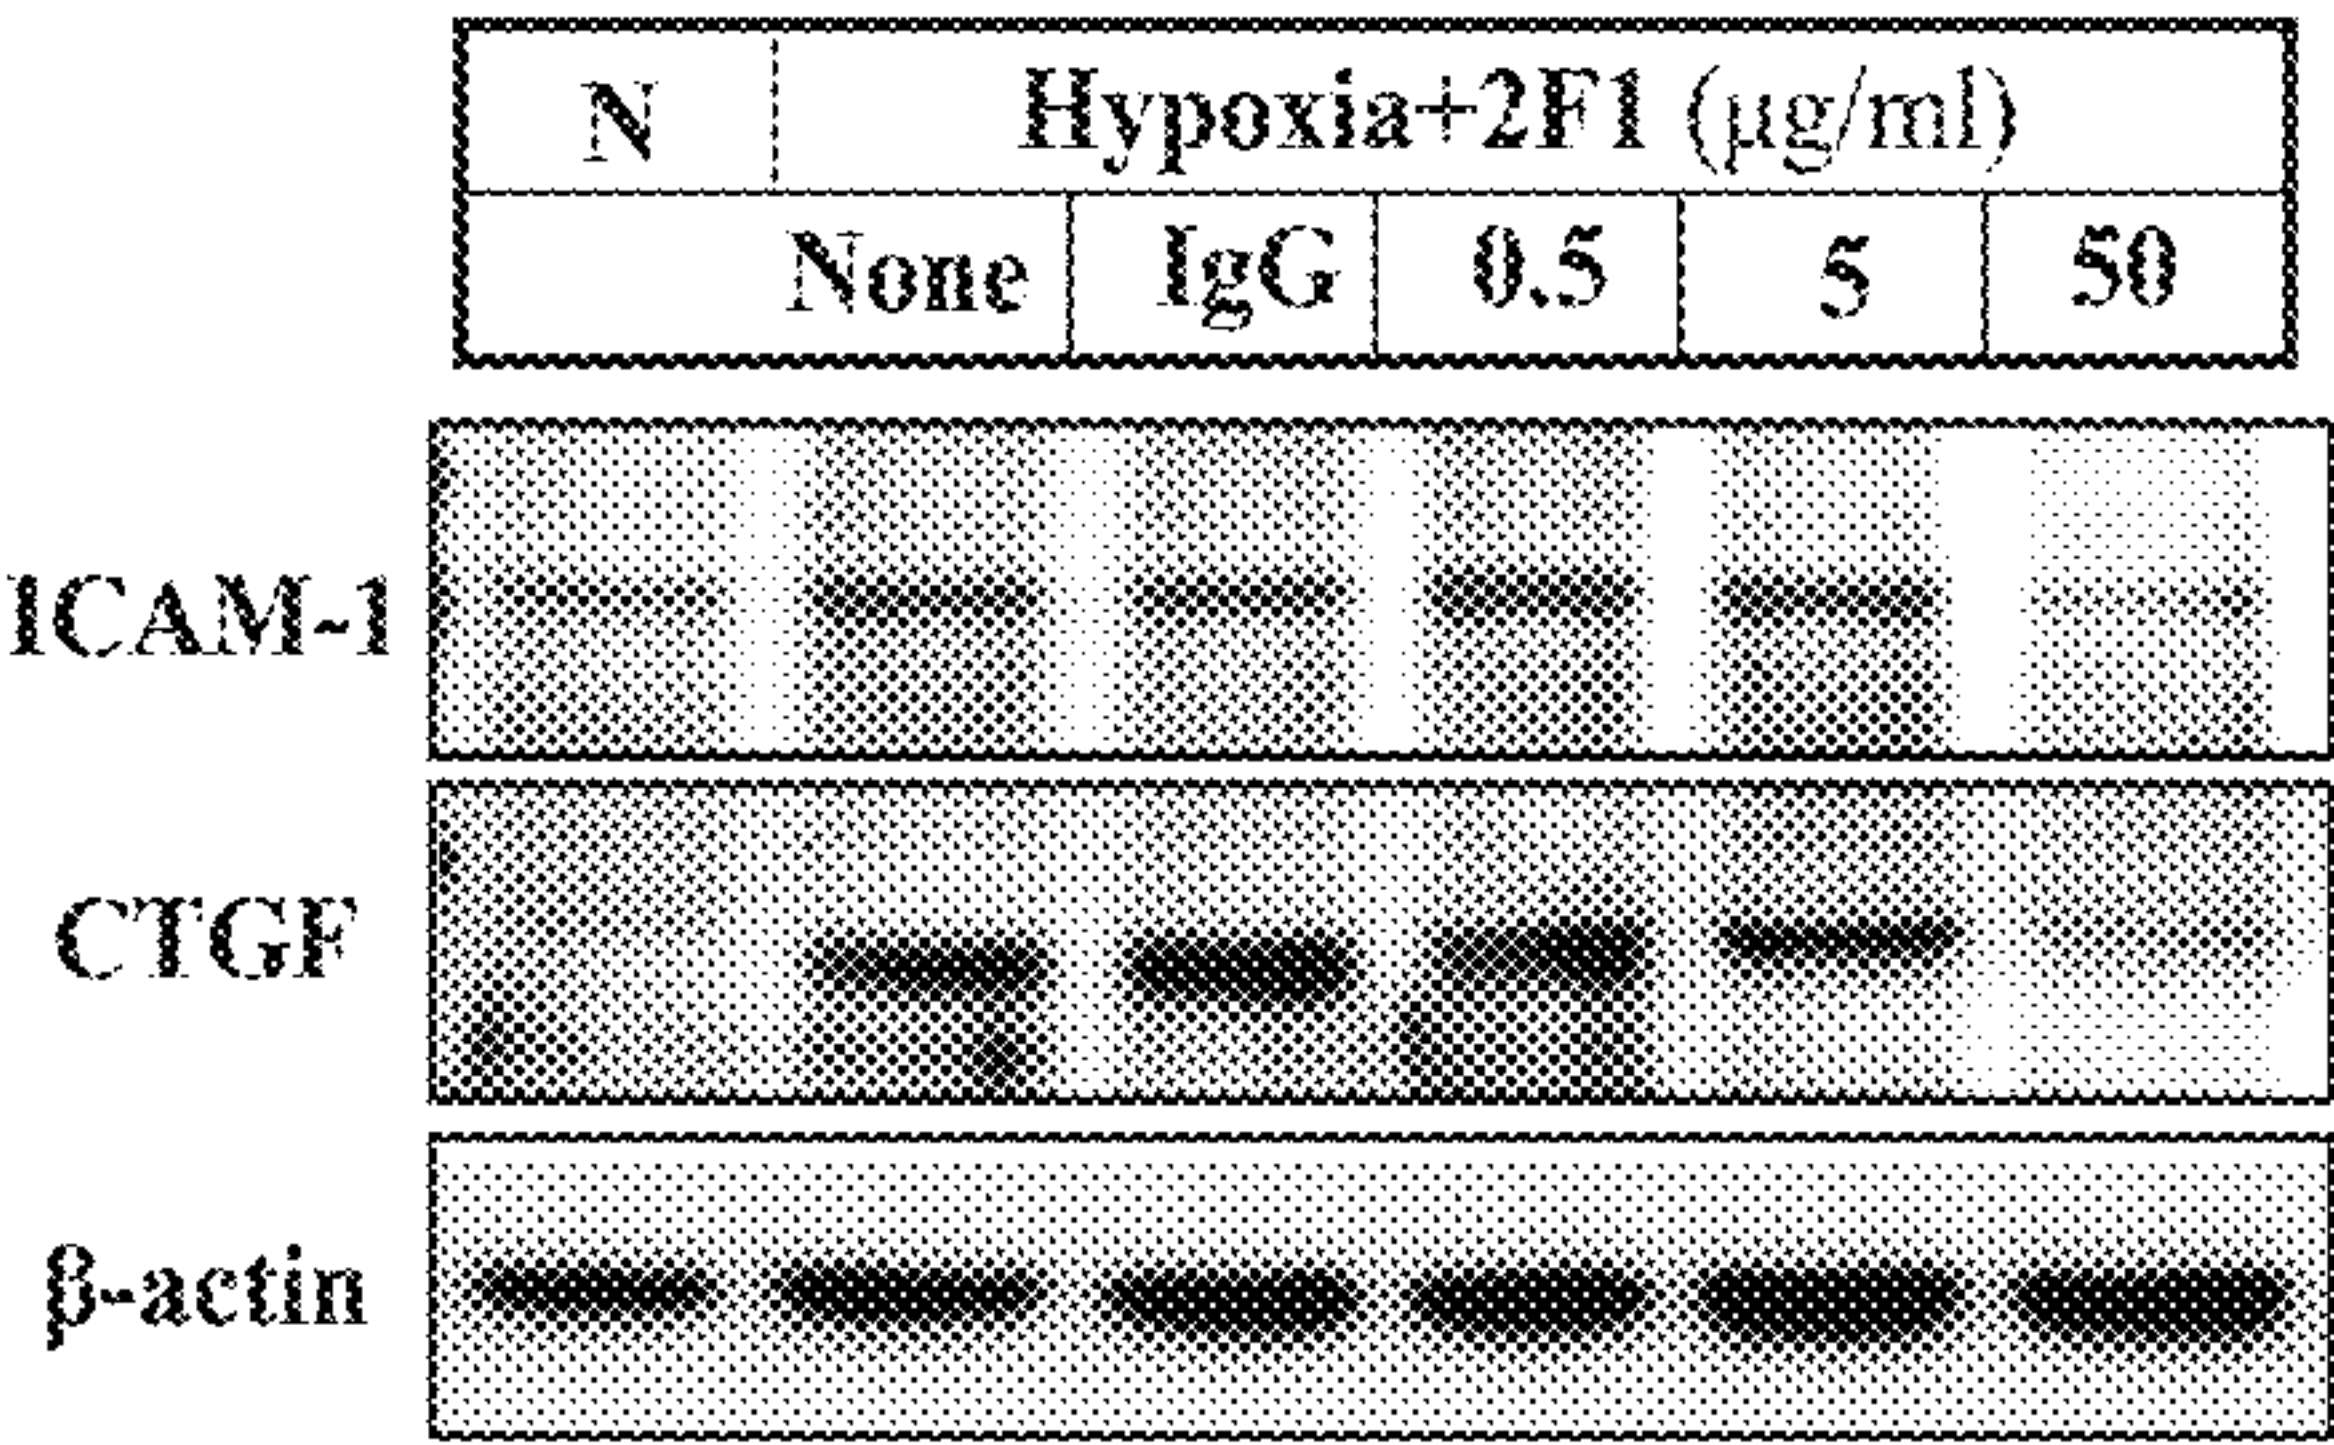 N Hypoxia+2F1 (μg/ml)
None IgG 0.5 5 50
ICAM-1
CTGF
β-actin